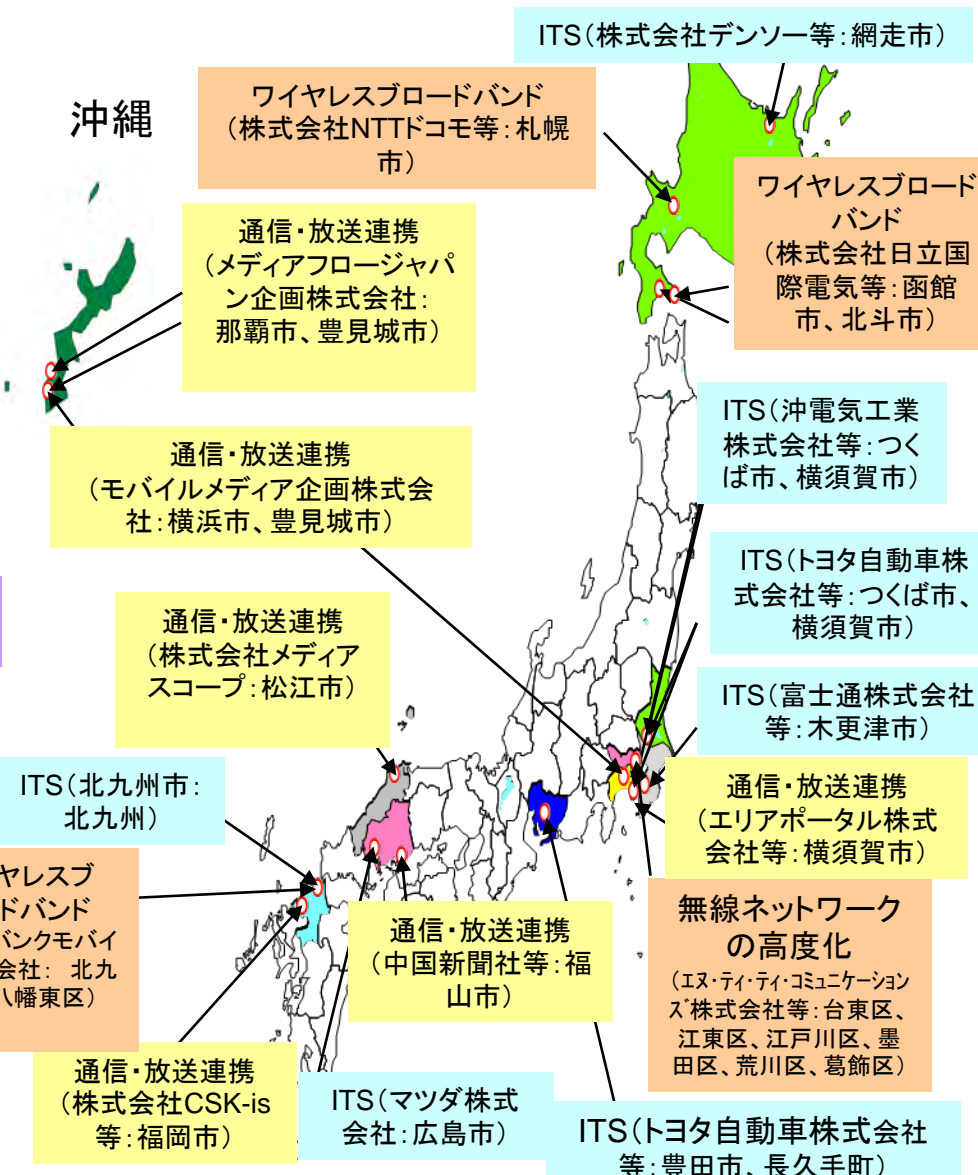 ITS(株式会社デンソー等:網走市)
沖縄
ワイヤレスブロードバンド
(株式会社NTTドコモ等:札幌
市)
ワイヤレスブロード
バンド
(株式会社日立国
際電気等:函館
市、北斗市)
通信・放送連携
(メディアフロージャパ
ン企画株式会社:
那覇市、豊見城市)
ITS(沖電気工業
株式会社等:つく
ば市、横須賀市)
通信・放送連携
(モバイルメディア企画株式会
社:横浜市、豊見城市)
ITS(トヨタ自動車株
式会社等:つくば市、
横須賀市)
通信・放送連携
(株式会社メディア
スコープ:松江市)
ITS(富士通株式会社
等:木更津市)
ITS(北九州市:
北九州)
通信・放送連携
(エリアポータル株式
会社等:横須賀市)
ヤレスブ
ドバンド
バンクモバイ
会社: 北九
八幡東区)
通信・放送連携
(中国新聞社等:福
山市)
無線ネットワーク
の高度化
(エヌ・ティ・ティ・コミュニケーション
ズ株式会社等:台東区、
江東区、江戸川区、墨
田区、荒川区、葛飾区)
通信・放送連携
(株式会社CSK-is
等:福岡市)
ITS(マツダ株式
会社:広島市)
ITS(トヨタ自動車株式会社
等:豊田市、長久手町)